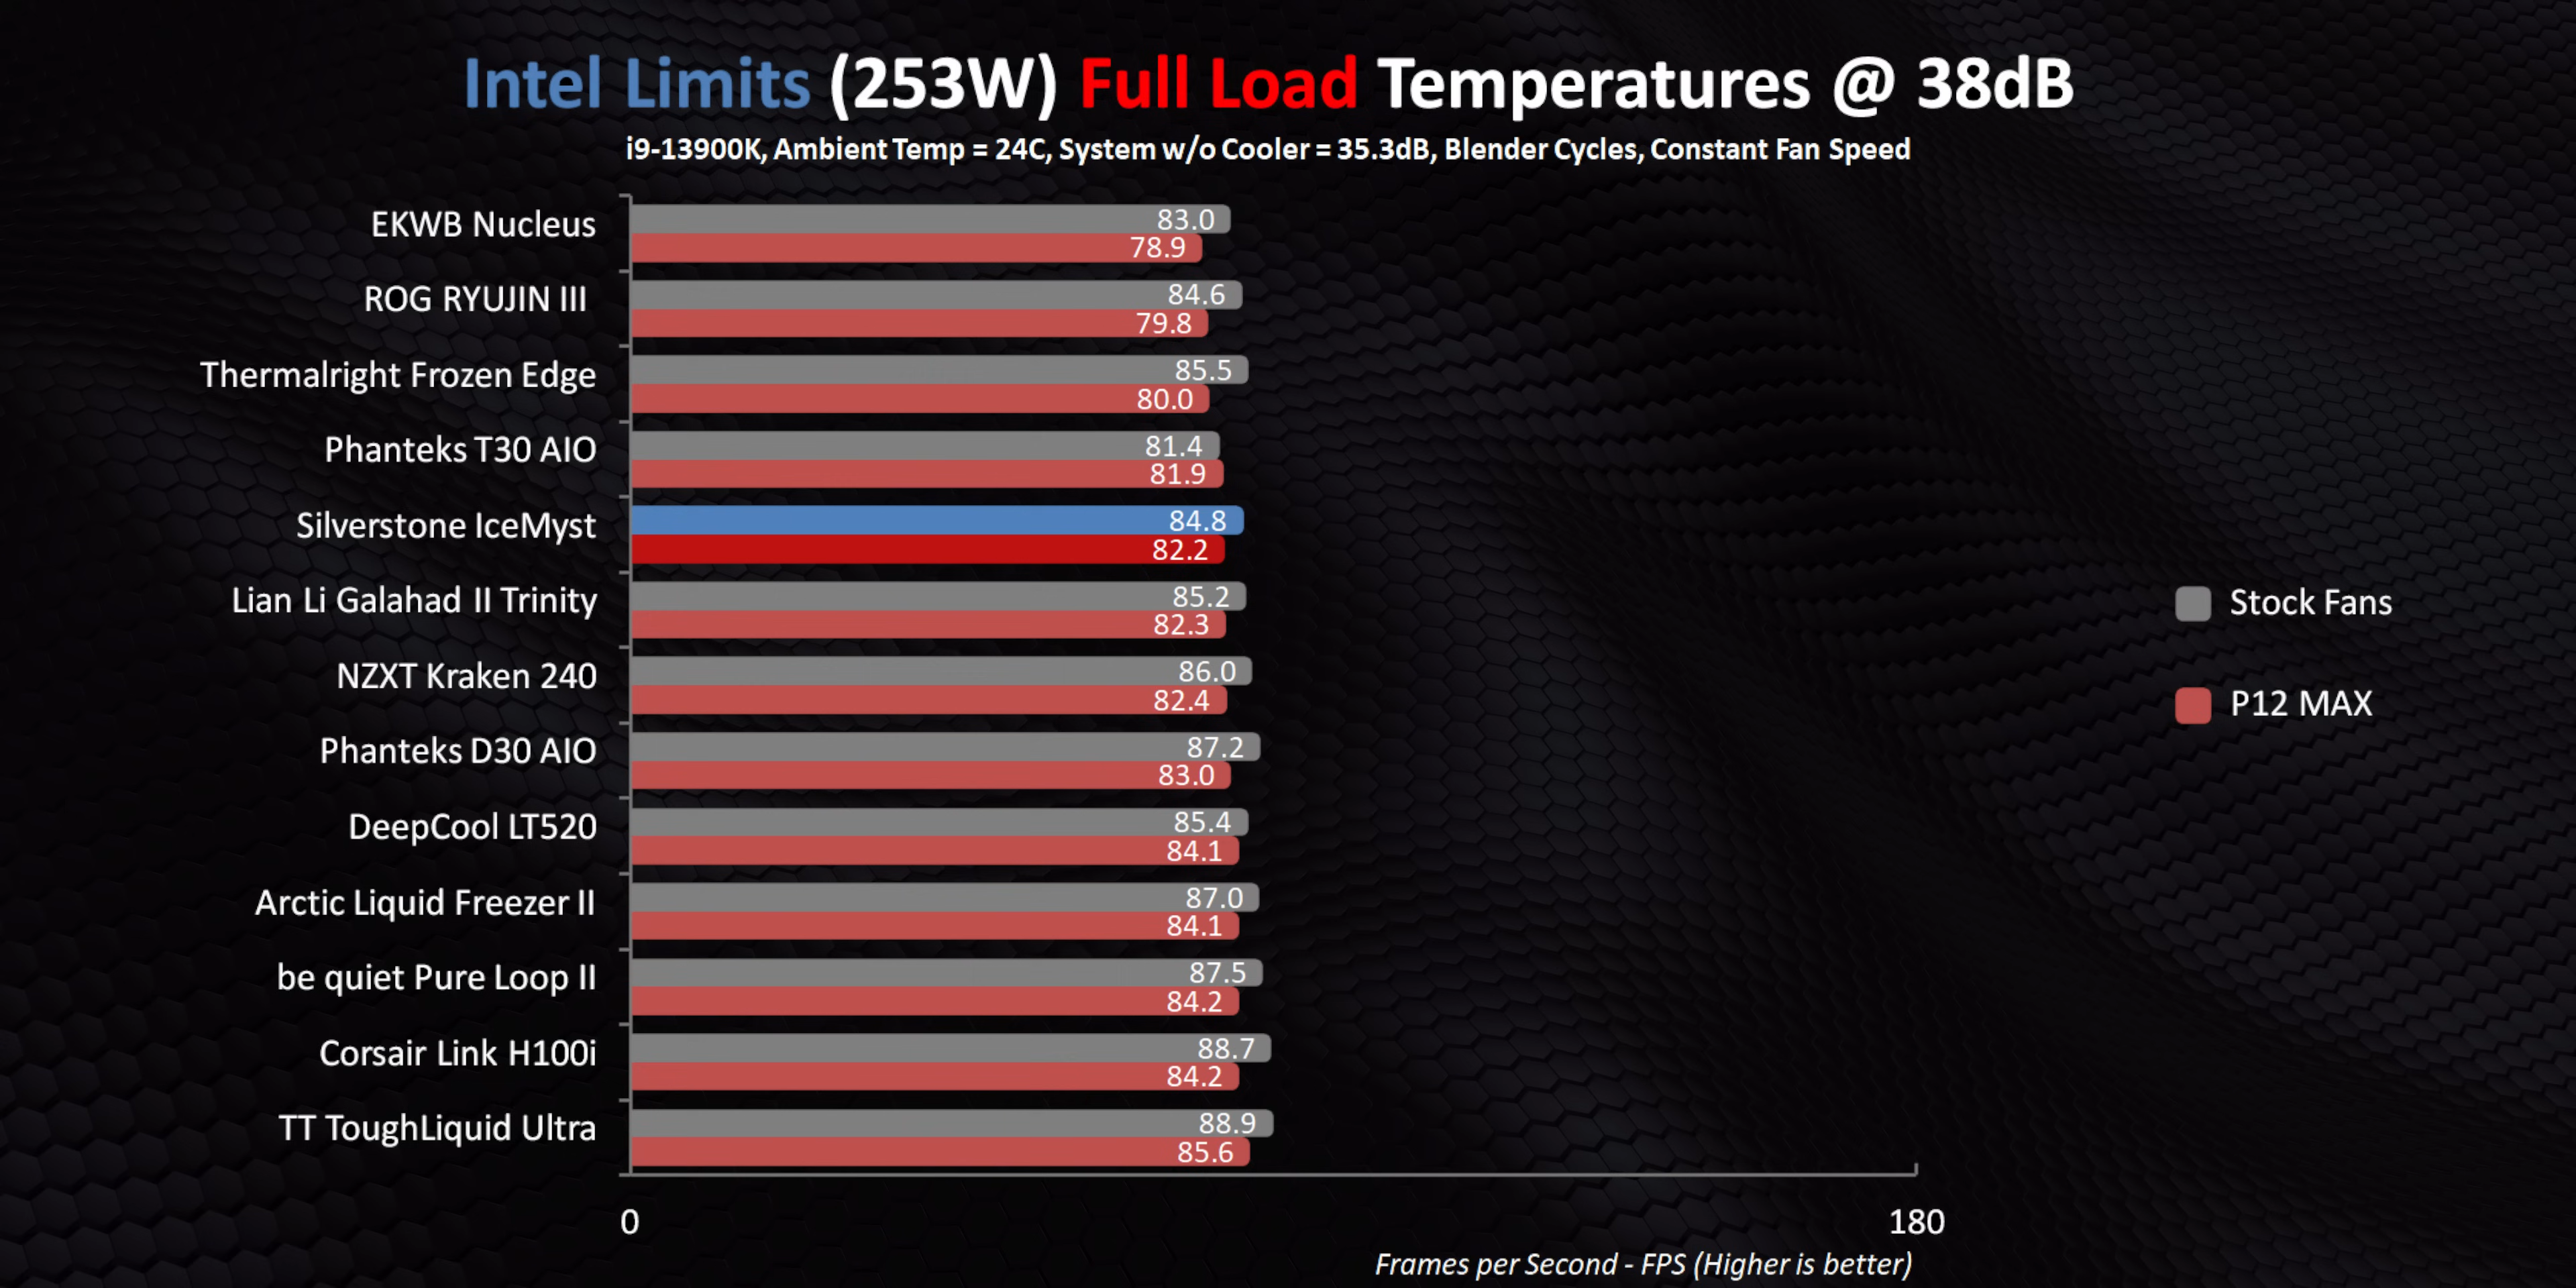 Intel Limits (253W) Full Load Temperatures @ 38dB
i9-13900K, Ambient Temp = 24C, System w/o Cooler = 35.3dB, Blender Cycles, Constant Fan Speed
EKWB Nucleus
83.0
78.9
ROG RYUJIN III
84.6
79.8
Thermalright Frozen Edge
85.5
80.0
Phanteks T30 AIO
81.4
81.9
Silverstone IceMyst
84.8
82.2
Lian Li Galahad II Trinity
85.2
82.3
NZXT Kraken 240
86.0
82.4
Phanteks D30 AIO
87.2
83.0
DeepCool LT520
85.4
84.1
Arctic Liquid Freezer II
87.0
84.1
be quiet Pure Loop II
87.5
84.2
Corsair Link H100i
88.7
84.2
TT ToughLiquid Ultra
88.9
85.6
Stock Fans
P12 MAX
0 180
Frames per Second - FPS (Higher is better)